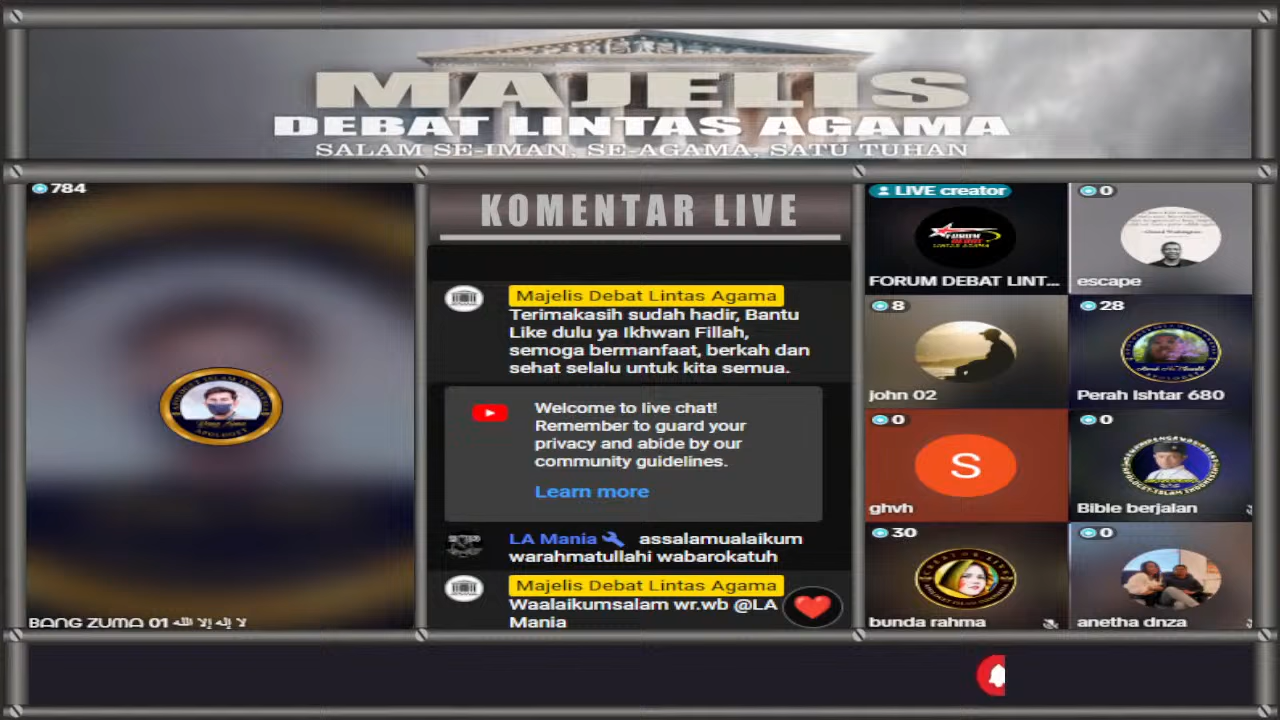 MAJELIS
DEBAT LINTAS AGAMA
SALAM SE-IMAN, SE-AGAMA, SATU TUHAN
784
BANG ZUMA 01 لا إله إلا الله
KOMENTAR LIVE
Majelis Debat Lintas Agama
Terimakasih sudah hadir, Bantu
Like dulu ya Ikhwan Fillah,
semoga bermanfaat, berkah dan
sehat selalu untuk kita semua.
Welcome to live chat!
Remember to guard your
privacy and abide by our
community guidelines.
Learn more
LA Mania assalamualaikum
warahmatullahi wabarokatuh
Majelis Debat Lintas Agama
Waalaikumsalam wr.wb @LA
Mania
LIVE creator
FORUM DEBAT LINT...
0
escape
8
john 02
28
Perah Ishtar 680
0
S
ghvh
0
Bible berjalan
30
bunda rahma
0
anetha dnza